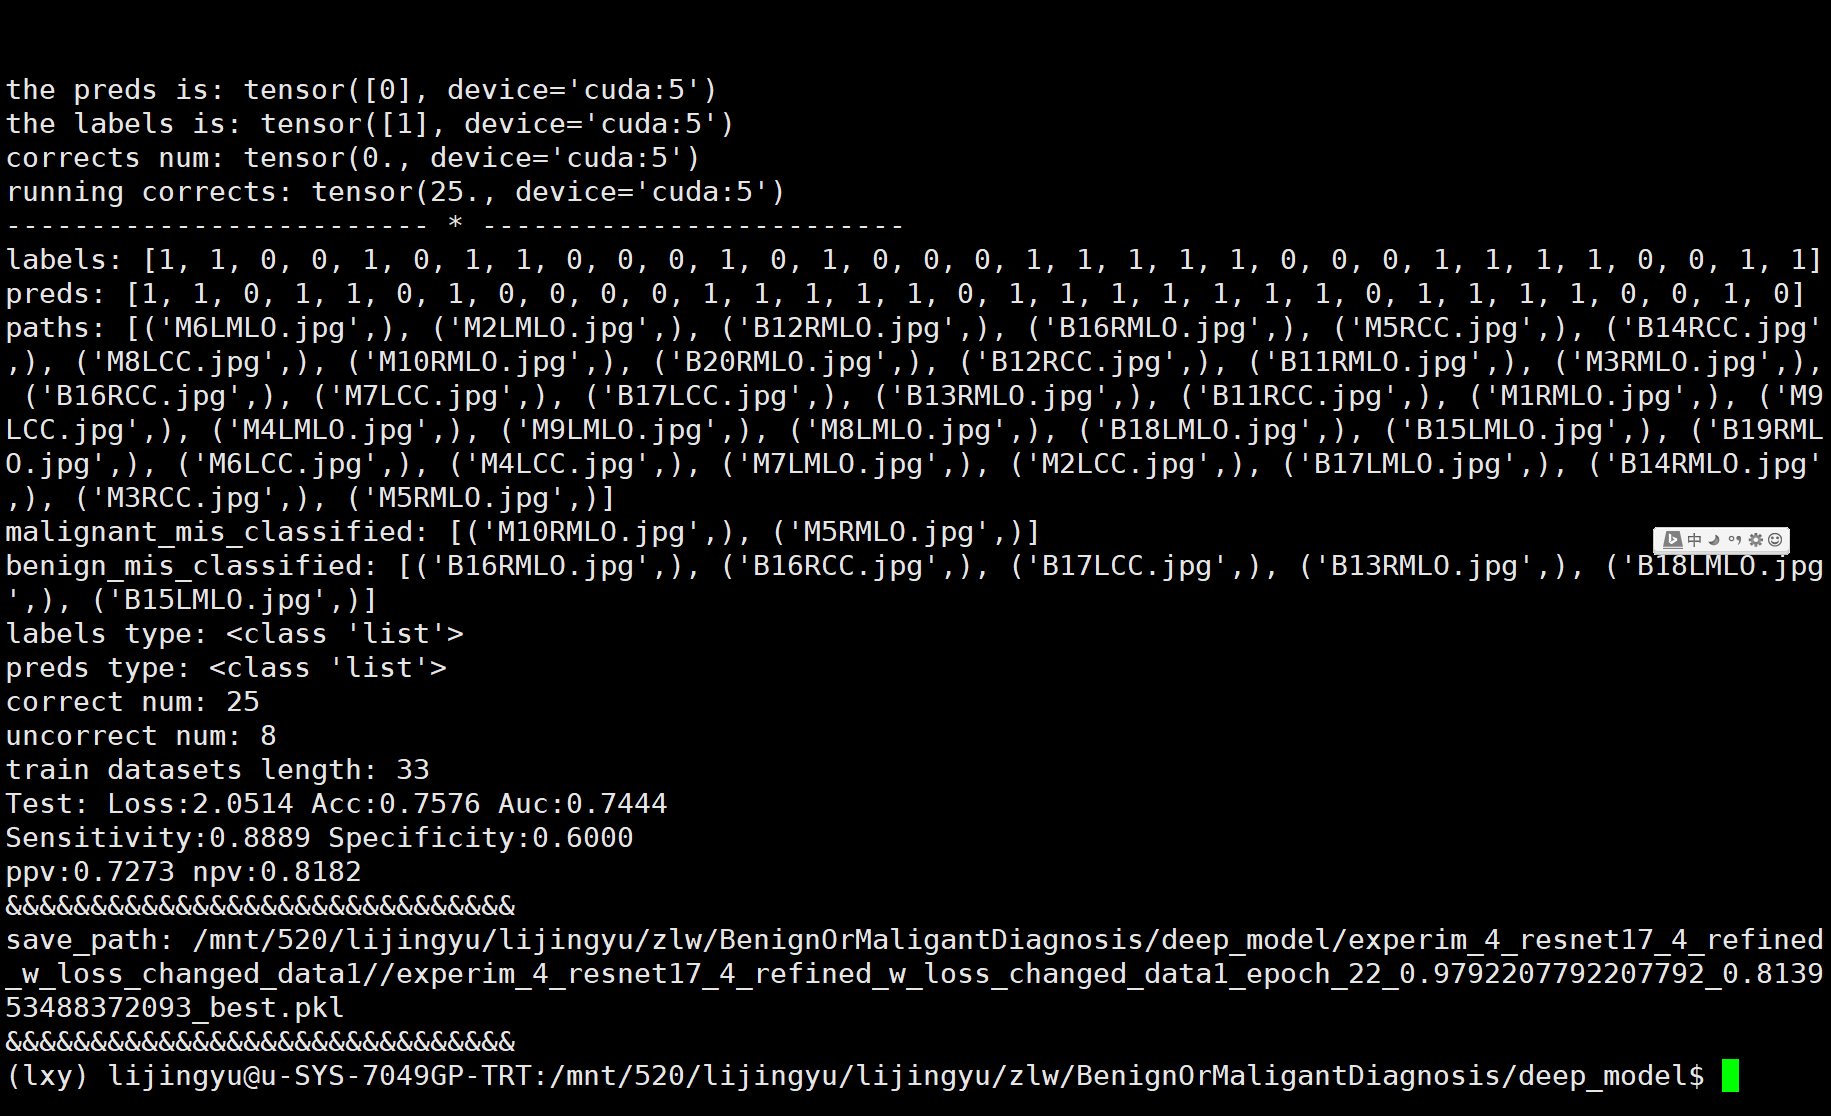 the preds is: tensor([0], device='cuda:5')
the labels is: tensor([1], device='cuda:5')
corrects num: tensor(0., device='cuda:5')
running corrects: tensor(25., device='cuda:5')
------------------------- * -------------------------
labels: [1, 1, 0, 0, 1, 0, 1, 1, 0, 0, 0, 1, 0, 1, 0, 0, 0, 1, 1, 1, 1, 1, 0, 0, 0, 1, 1, 1, 1, 0, 0, 1, 1]
preds: [1, 1, 0, 1, 1, 0, 1, 0, 0, 0, 0, 1, 1, 1, 1, 1, 0, 1, 1, 1, 1, 1, 1, 1, 0, 1, 1, 1, 1, 0, 0, 1, 0]
paths: [('M6LMLO.jpg',), ('M2LMLO.jpg',), ('B12RMLO.jpg',), ('B16RMLO.jpg',), ('M5RCC.jpg',), ('B14RCC.jpg'
,), ('M8LCC.jpg',), ('M10RMLO.jpg',), ('B20RMLO.jpg',), ('B12RCC.jpg',), ('B11RMLO.jpg',), ('M3RMLO.jpg',),
 ('B16RCC.jpg',), ('M7LCC.jpg',), ('B17LCC.jpg',), ('B13RMLO.jpg',), ('B11RCC.jpg',), ('M1RMLO.jpg',), ('M9
LCC.jpg',), ('M4LMLO.jpg',), ('M9LMLO.jpg',), ('M8LMLO.jpg',), ('B18LMLO.jpg',), ('B15LMLO.jpg',), ('B19RML
O.jpg',), ('M6LCC.jpg',), ('M4LCC.jpg',), ('M7LMLO.jpg',), ('M2LCC.jpg',), ('B17LMLO.jpg',), ('B14RMLO.jpg'
,), ('M3RCC.jpg',), ('M5RMLO.jpg',)]
malignant_mis_classified: [('M10RMLO.jpg',), ('M5RMLO.jpg',)]
中
benign_mis_classified: [('B16RMLO.jpg',), ('B16RCC.jpg',), ('B17LCC.jpg',), ('B13RMLO.jpg',), ('B18LMLO.jpg
',), ('B15LMLO.jpg',)]
labels type: <class 'list'>
preds type: <class 'list'>
correct num: 25
uncorrect num: 8
train datasets length: 33
Test: Loss:2.0514 Acc:0.7576 Auc:0.7444
Sensitivity:0.8889 Specificity:0.6000
ppv:0.7273 npv:0.8182
&&&&&&&&&&&&&&&&&&&&&&&&&&&&&&
save_path: /mnt/520/lijingyu/lijingyu/zlw/BenignOrMaligantDiagnosis/deep_model/experim_4_resnet17_4_refined
_w_loss_changed_data1//experim_4_resnet17_4_refined_w_loss_changed_data1_epoch_22_0.9792207792207792_0.8139
53488372093_best.pkl
&&&&&&&&&&&&&&&&&&&&&&&&&&&&&&
(lxy) lijingyu@u-SYS-7049GP-TRT:/mnt/520/lijingyu/lijingyu/zlw/BenignOrMaligantDiagnosis/deep_model$